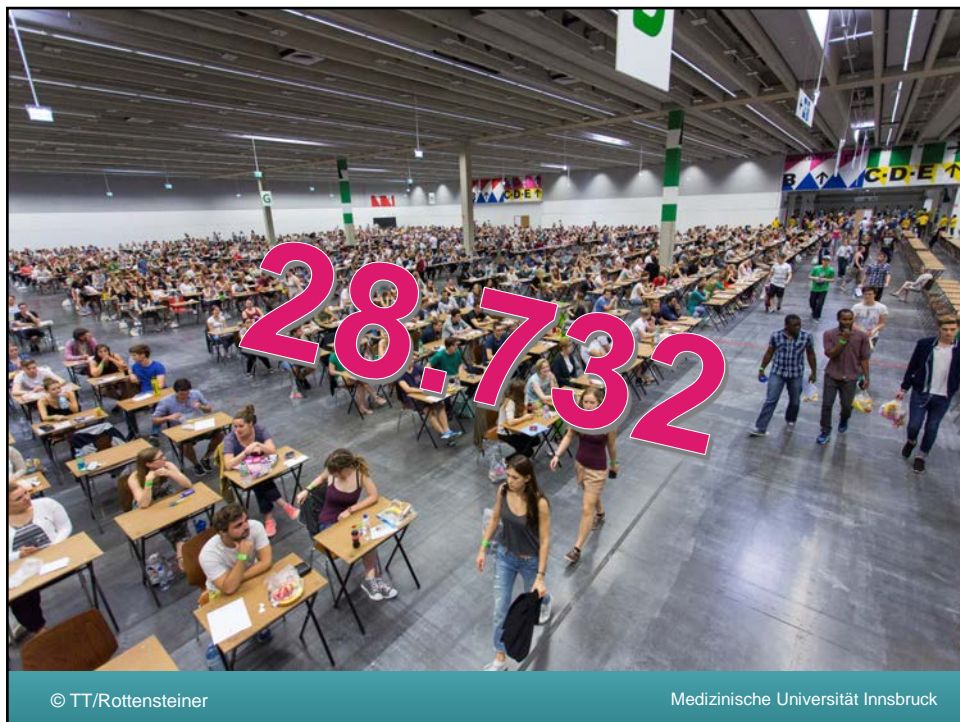 B ↑
C·D·E ↑
G
C·D·E ↑
28.732
© TT/Rottensteiner
Medizinische Universität Innsbruck